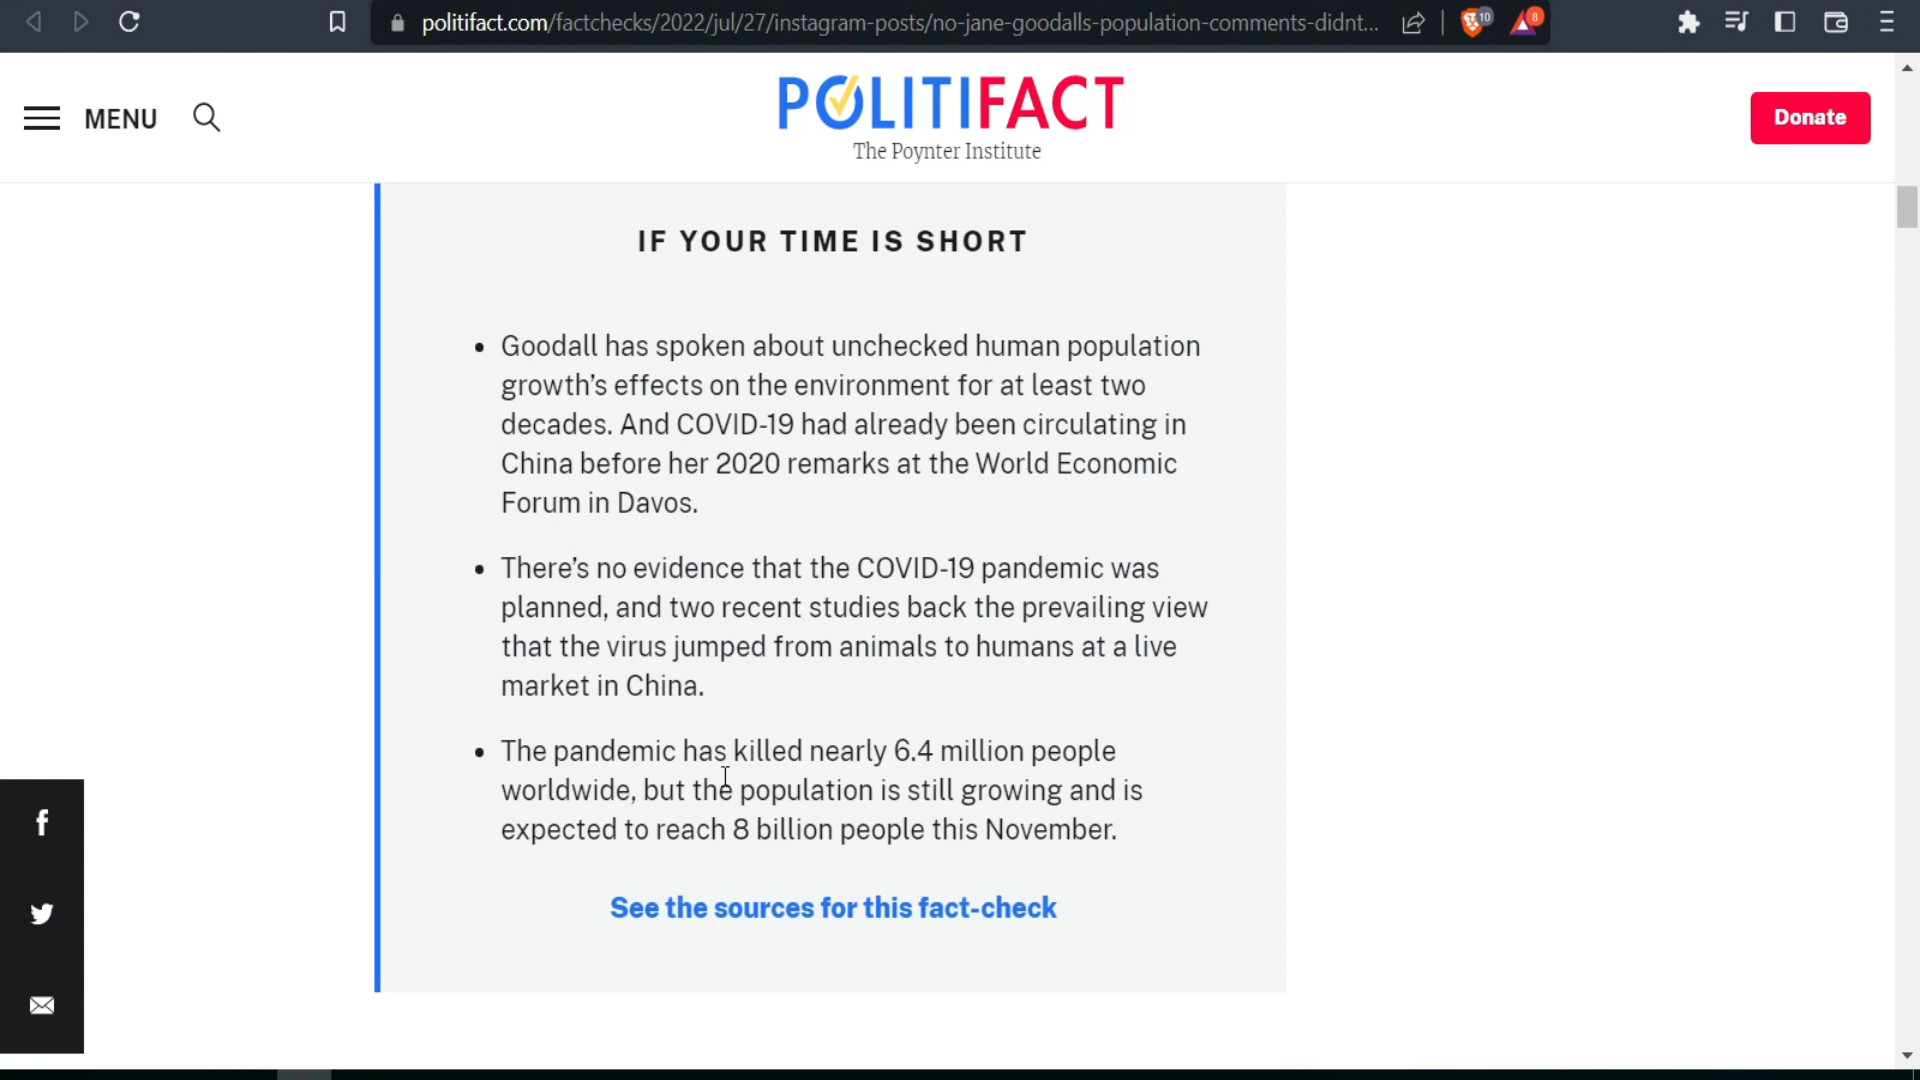 politifact.com/factchecks/2022/jul/27/instagram-posts/no-jane-goodalls-population-comments-didnt...
10
8
MENU
POLITIFACT
The Poynter Institute
Donate
IF YOUR TIME IS SHORT
• Goodall has spoken about unchecked human population
growth’s effects on the environment for at least two
decades. And COVID-19 had already been circulating in
China before her 2020 remarks at the World Economic
Forum in Davos.
• There’s no evidence that the COVID-19 pandemic was
planned, and two recent studies back the prevailing view
that the virus jumped from animals to humans at a live
market in China.
• The pandemic has killed nearly 6.4 million people
worldwide, but the population is still growing and is
expected to reach 8 billion people this November.
See the sources for this fact-check